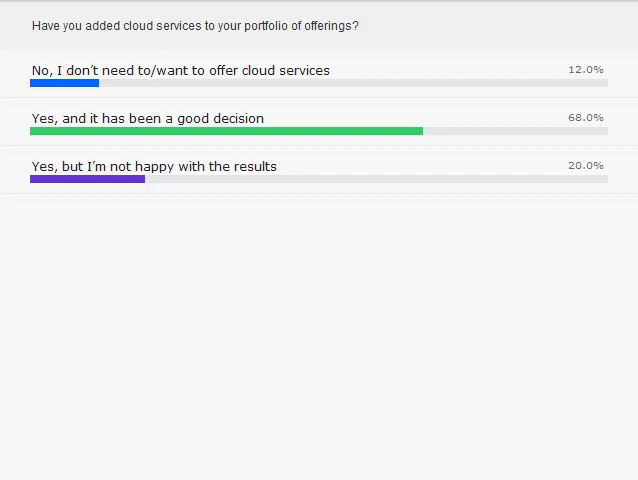 Have you added cloud services to your portfolio of offerings?
No, I don’t need to/want to offer cloud services 12.0%
Yes, and it has been a good decision 68.0%
Yes, but I’m not happy with the results 20.0%